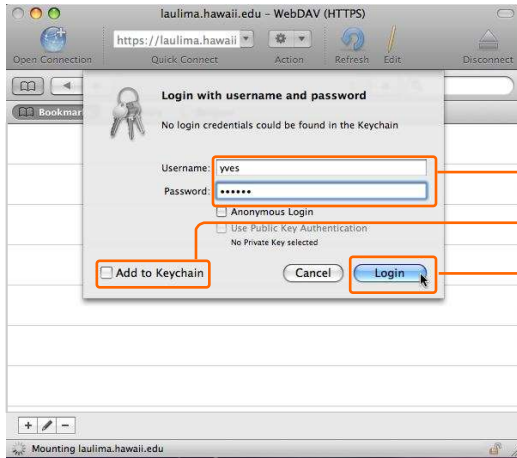 laulima.hawaii.edu – WebDAV (HTTPS)
https://laulima.hawaii
Open Connection Quick Connect Action Refresh Edit Disconnect
Login with username and password
No login credentials could be found in the Keychain
Bookmar
Username: yves
Password: ••••••
Anonymous Login
Use Public Key Authentication
No Private Key selected
Add to Keychain Cancel Login
Mounting laulima.hawaii.edu